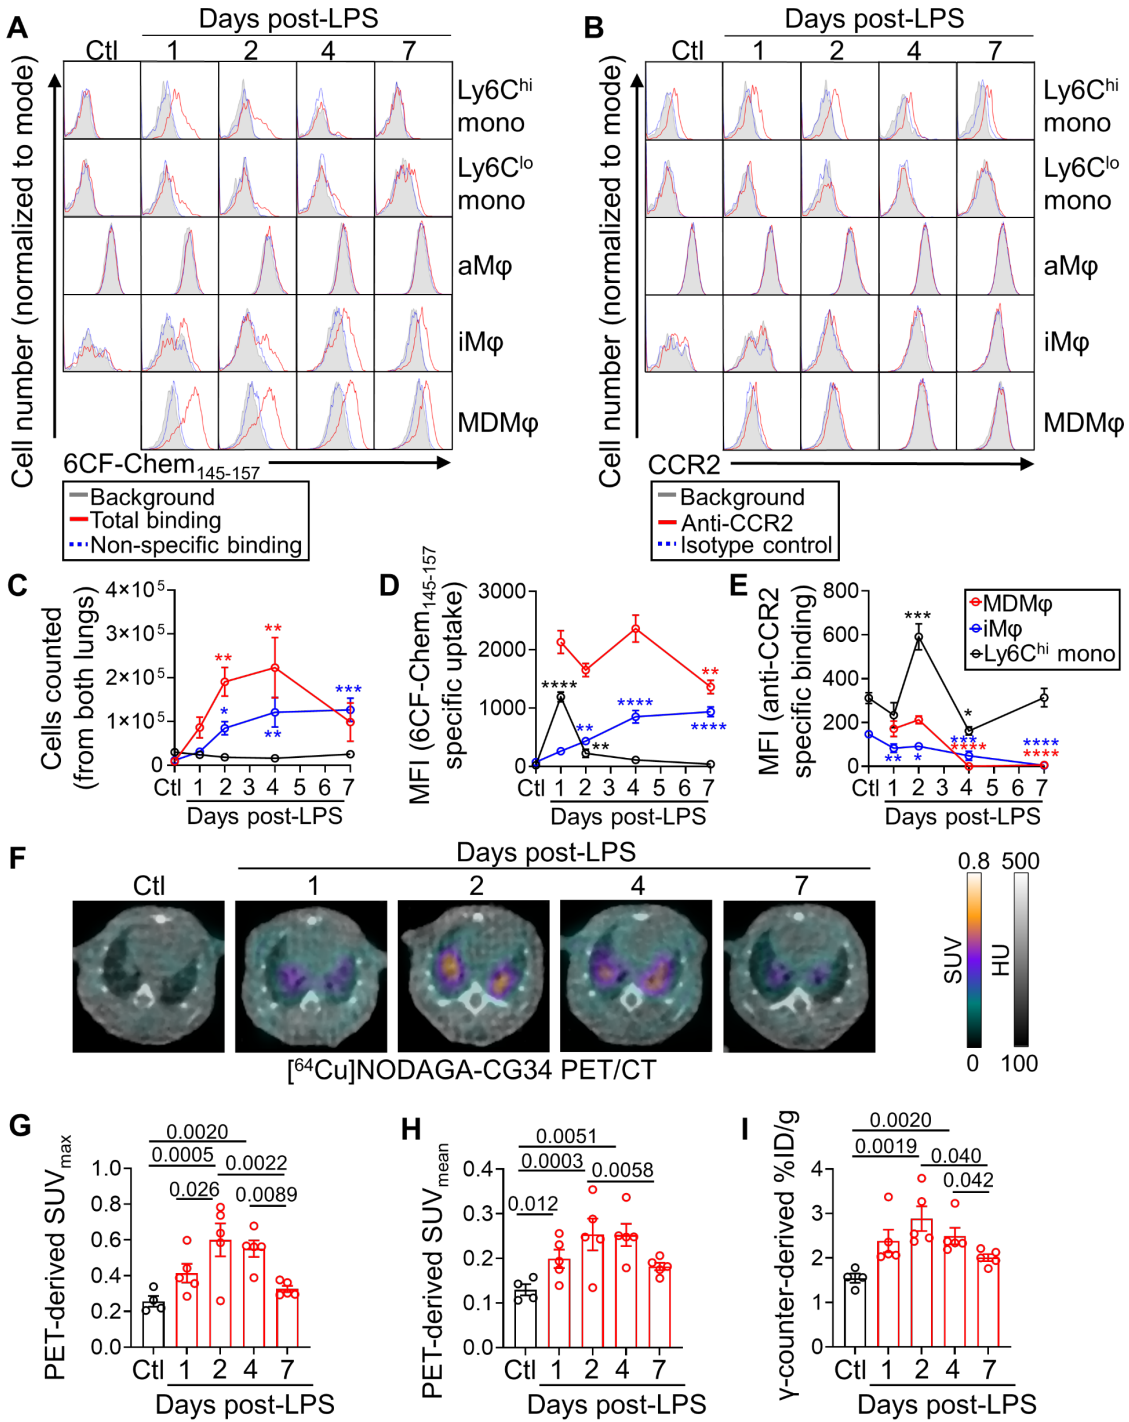 A
Days post-LPS
Ctl 1 2 4 7
Cell number (normalized to mode)
Ly6Chi mono
Ly6Clo mono
aMφ
iMφ
MDMφ
6CF-Chem145-157
Background
Total binding
Non-specific binding
B
Days post-LPS
Ctl 1 2 4 7
Cell number (normalized to mode)
Ly6Chi mono
Ly6Clo mono
aMφ
iMφ
MDMφ
CCR2
Background
Anti-CCR2
Isotype control
C
Cells counted
(from both lungs)
4×10⁵
3×10⁵
2×10⁵
1×10⁵
0
** ** *** * **
Ctl 1 2 3 4 5 6 7
Days post-LPS
D
MFI (6CF-Chem145-157
specific uptake)
3000
2000
1000
0
**** ** ** **** ** ****
Ctl 1 2 3 4 5 6 7
Days post-LPS
E
MFI (anti-CCR2
specific binding)
800
600
400
200
0
*** * *** **** **** **** ** *
Ctl 1 2 3 4 5 6 7
Days post-LPS
MDMφ
iMφ
Ly6Chi mono
F
Days post-LPS
Ctl 1 2 4 7
[⁶⁴Cu]NODAGA-CG34 PET/CT
0.8 500
SUV HU
0 100
G
PET-derived SUVmax
0.0020
0.0005 0.0022
0.026 0.0089
1.0
0.8
0.6
0.4
0.2
0.0
Ctl 1 2 4 7
Days post-LPS
H
PET-derived SUVmean
0.0051
0.0003 0.0058
0.012
0.4
0.3
0.2
0.1
0.0
Ctl 1 2 4 7
Days post-LPS
I
γ-counter-derived %ID/g
0.0020
0.0019 0.040
0.042
4
3
2
1
0
Ctl 1 2 4 7
Days post-LPS